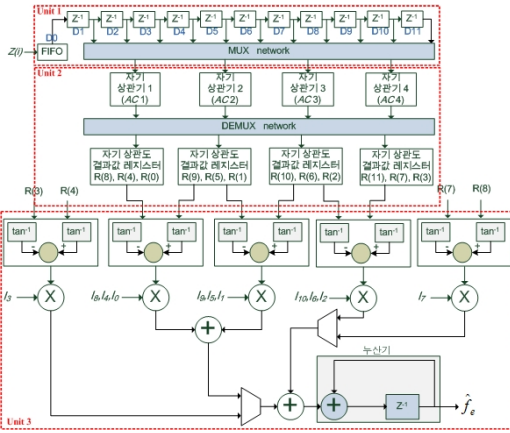 Unit 1
Z⁻¹ Z⁻¹ Z⁻¹ Z⁻¹ Z⁻¹ Z⁻¹ Z⁻¹ Z⁻¹ Z⁻¹ Z⁻¹ Z⁻¹
D0 D1 D2 D3 D4 D5 D6 D7 D8 D9 D10 D11
Z(i) FIFO MUX network
Unit 2
자기 상관기 1 (AC1)
자기 상관기 2 (AC2)
자기 상관기 3 (AC3)
자기 상관기 4 (AC4)
DEMUX network
자기 상관도 결과값 레지스터 R(8), R(4), R(0)
자기 상관도 결과값 레지스터 R(9), R(5), R(1)
자기 상관도 결과값 레지스터 R(10), R(6), R(2)
자기 상관도 결과값 레지스터 R(11), R(7), R(3)
R(3) R(4) R(7) R(8)
tan⁻¹ tan⁻¹ tan⁻¹ tan⁻¹ tan⁻¹ tan⁻¹ tan⁻¹ tan⁻¹ tan⁻¹ tan⁻¹
- + - + - + - + - +
I₃ X I₈,I₄,I₀ X I₉,I₅,I₁ X I₁₀,I₆,I₂ X I₇ X
+
누산기
+ + Z⁻¹ f̂ₑ
Unit 3